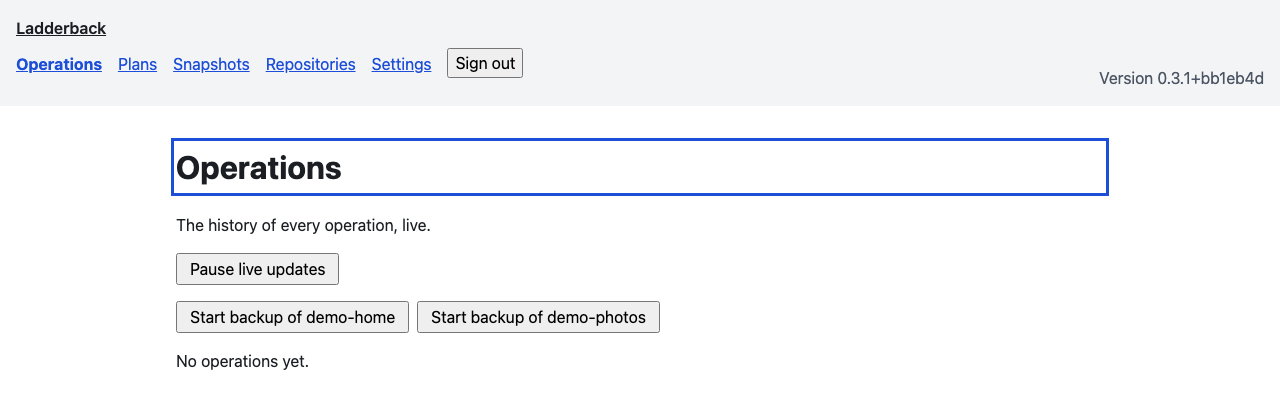 Ladderback
Operations Plans Snapshots Repositories Settings Sign out
Version 0.3.1+bb1eb4d
Operations
The history of every operation, live.
Pause live updates
Start backup of demo-home Start backup of demo-photos
No operations yet.